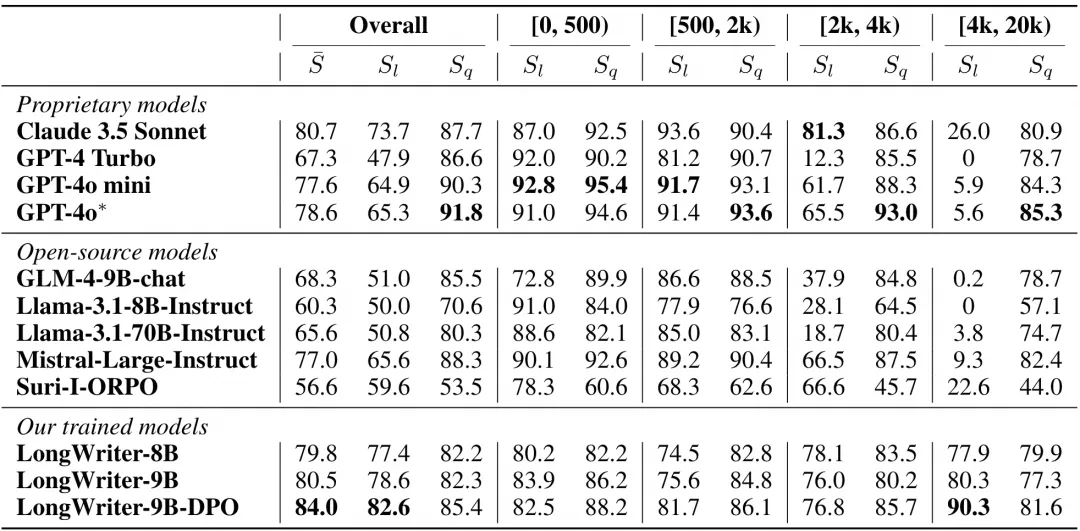 Overall [0, 500) [500, 2k) [2k, 4k) [4k, 20k)
S̄ S_l S_q S_l S_q S_l S_q S_l S_q S_l S_q
Proprietary models
Claude 3.5 Sonnet 80.7 73.7 87.7 87.0 92.5 93.6 90.4 81.3 86.6 26.0 80.9
GPT-4 Turbo 67.3 47.9 86.6 92.0 90.2 81.2 90.7 12.3 85.5 0 78.7
GPT-4o mini 77.6 64.9 90.3 92.8 95.4 91.7 93.1 61.7 88.3 5.9 84.3
GPT-4o* 78.6 65.3 91.8 91.0 94.6 91.4 93.6 65.5 93.0 5.6 85.3
Open-source models
GLM-4-9B-chat 68.3 51.0 85.5 72.8 89.9 86.6 88.5 37.9 84.8 0.2 78.7
Llama-3.1-8B-Instruct 60.3 50.0 70.6 91.0 84.0 77.9 76.6 28.1 64.5 0 57.1
Llama-3.1-70B-Instruct 65.6 50.8 80.3 88.6 82.1 85.0 83.1 18.7 80.4 3.8 74.7
Mistral-Large-Instruct 77.0 65.6 88.3 90.1 92.6 89.2 90.4 66.5 87.5 9.3 82.4
Suri-I-ORPO 56.6 59.6 53.5 78.3 60.6 68.3 62.6 66.6 45.7 22.6 44.0
Our trained models
LongWriter-8B 79.8 77.4 82.2 80.2 82.2 74.5 82.8 78.1 83.5 77.9 79.9
LongWriter-9B 80.5 78.6 82.3 83.9 86.2 75.6 84.8 76.0 80.2 80.3 77.3
LongWriter-9B-DPO 84.0 82.6 85.4 82.5 88.2 81.7 86.1 76.8 85.7 90.3 81.6